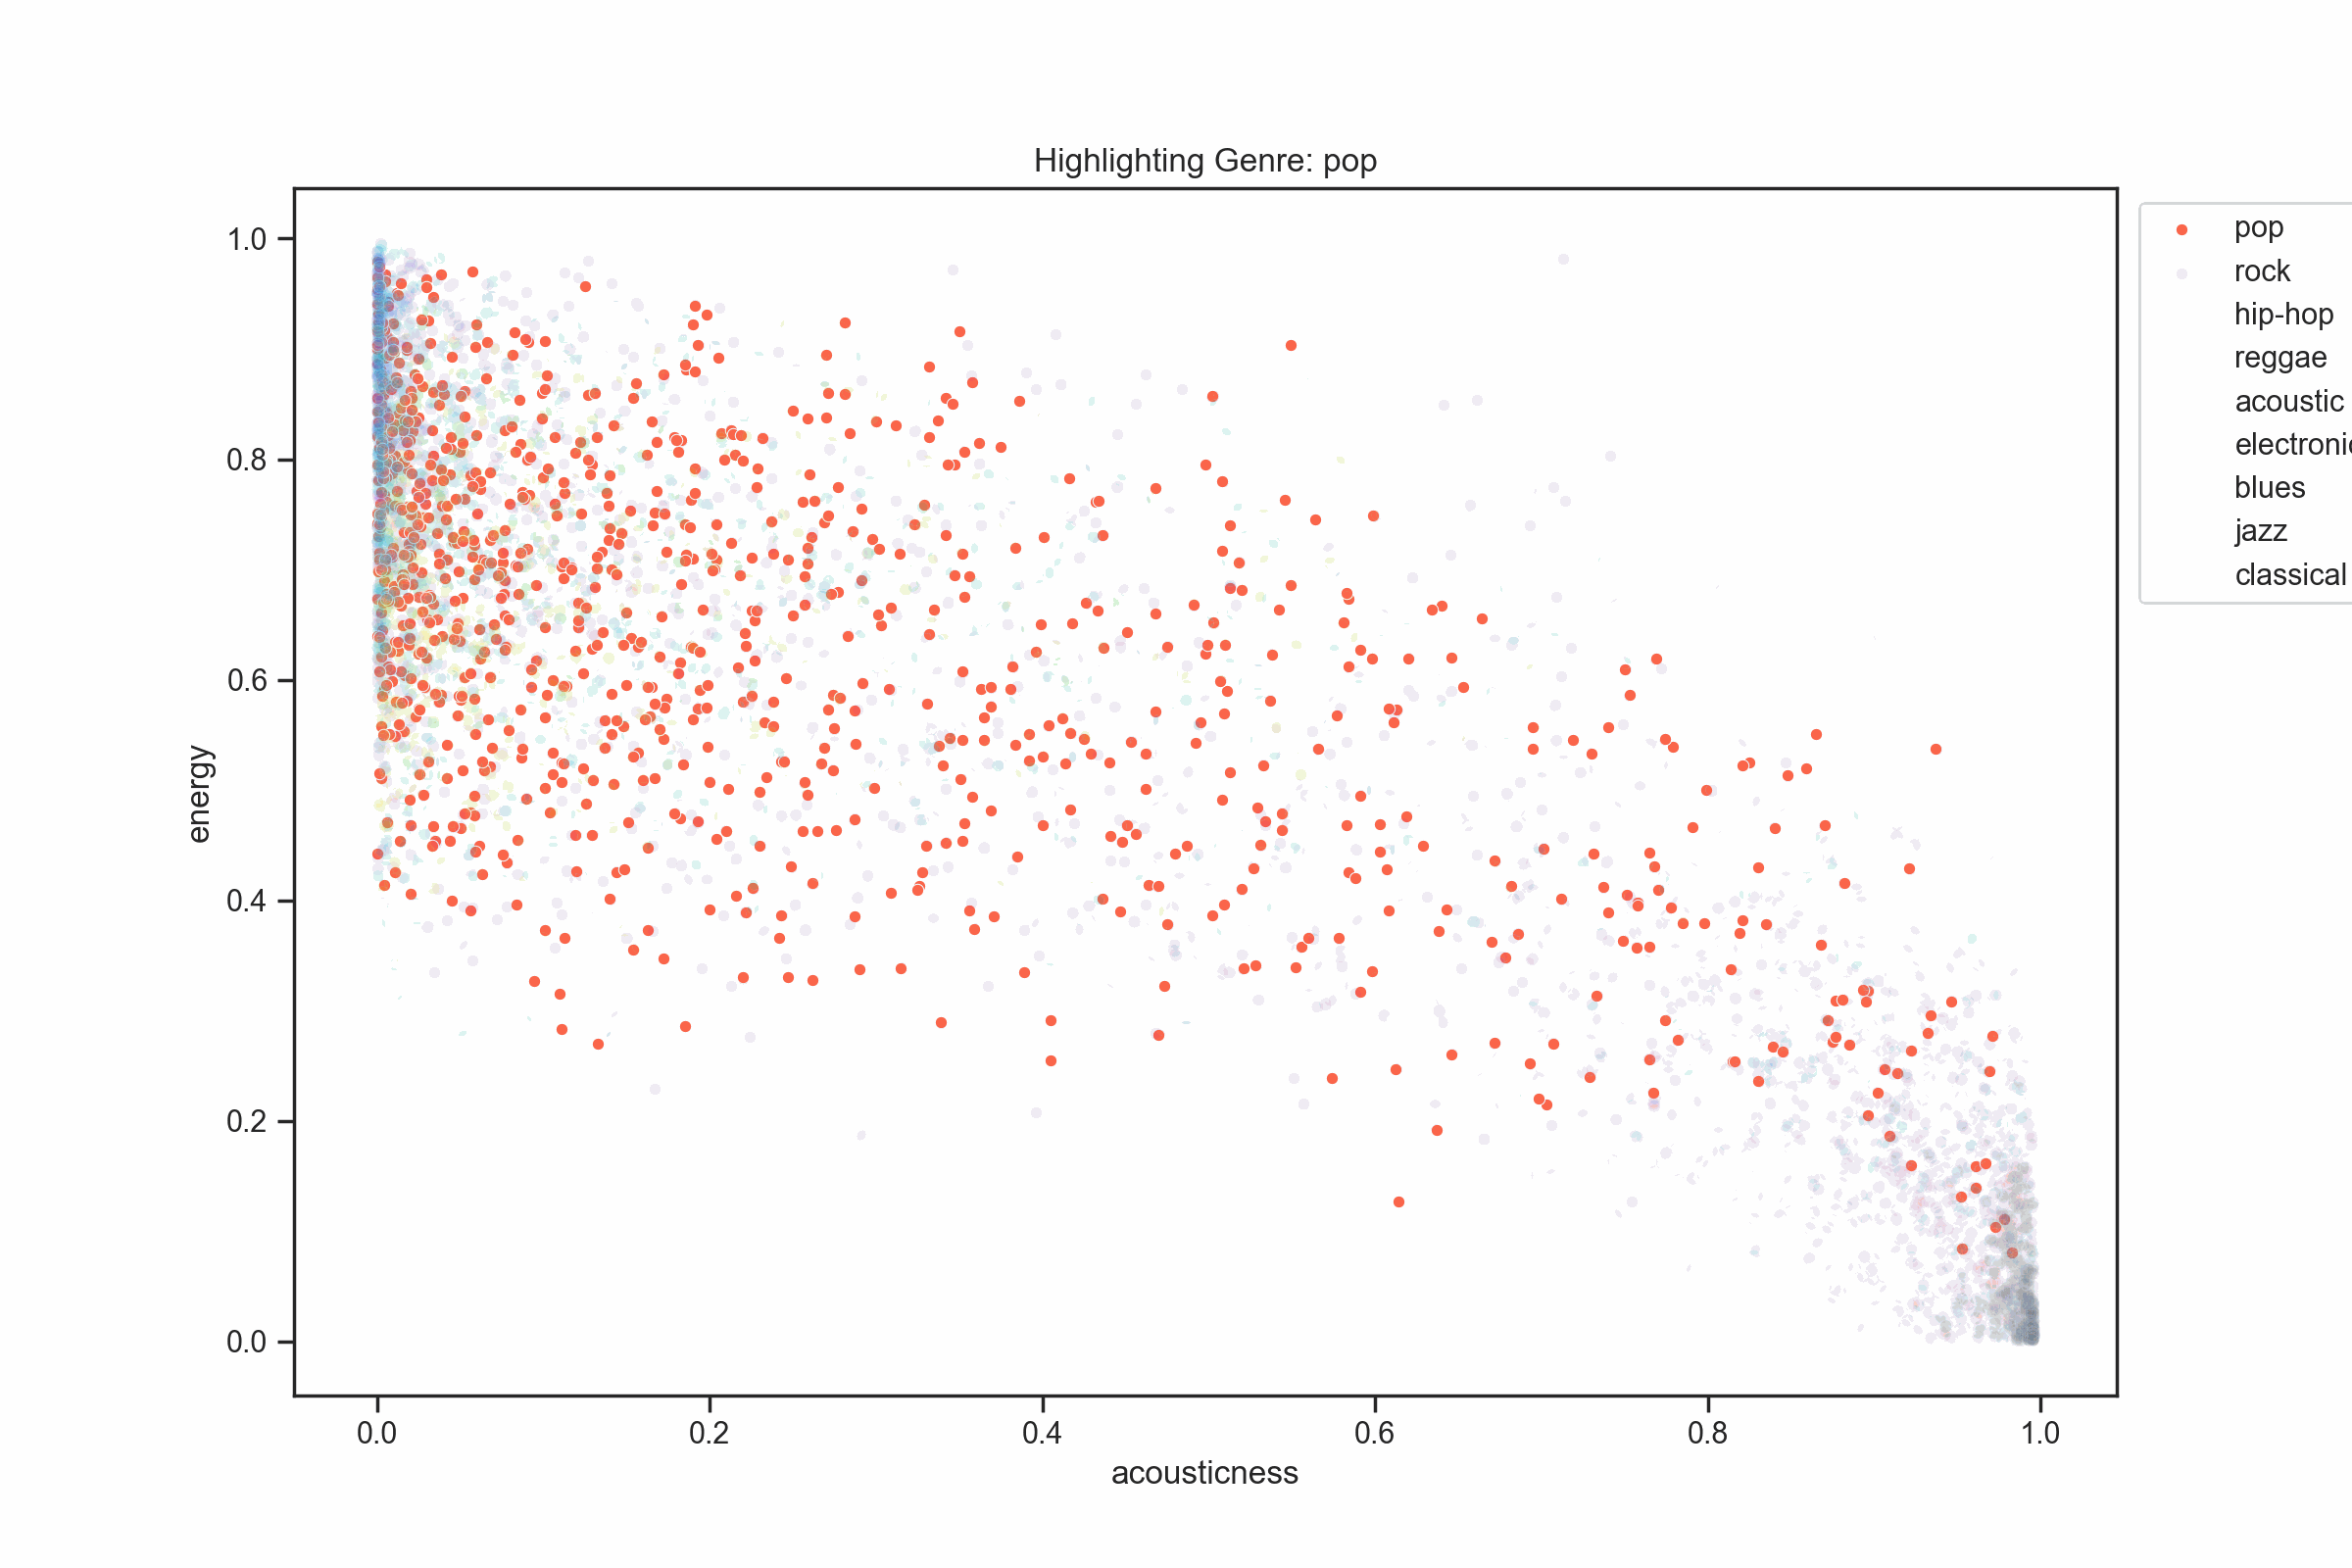 Highlighting Genre: pop
1.0
0.8
0.6
0.4
0.2
0.0
energy
0.0 0.2 0.4 0.6 0.8 1.0
acousticness
pop
rock
hip-hop
reggae
acoustic
electronic
blues
jazz
classical